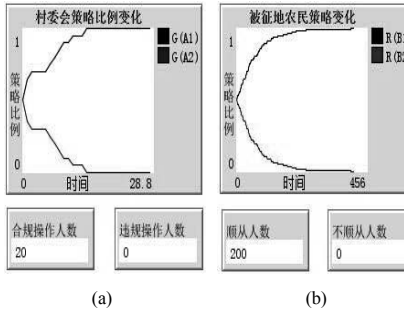 村委会策略比例变化
1
G(A1)
G(A2)
策略比例
0
0 时间 28.8
合规操作人数
20
违规操作人数
0
(a)
被征地农民策略变化
1
R(B1
R(B2
策略比例
0
0 时间 456
顺从人数
200
不顺从人数
0
(b)